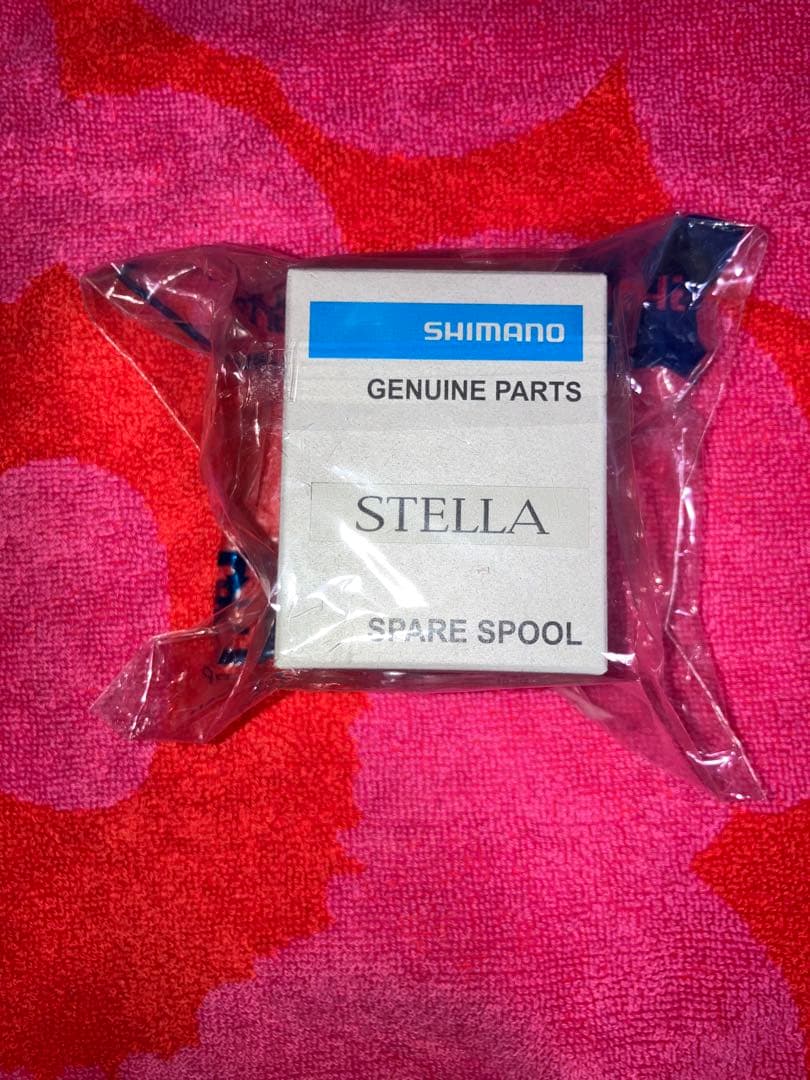 SHIMANO
GENUINE PARTS
STELLA
SPARE SPOOL